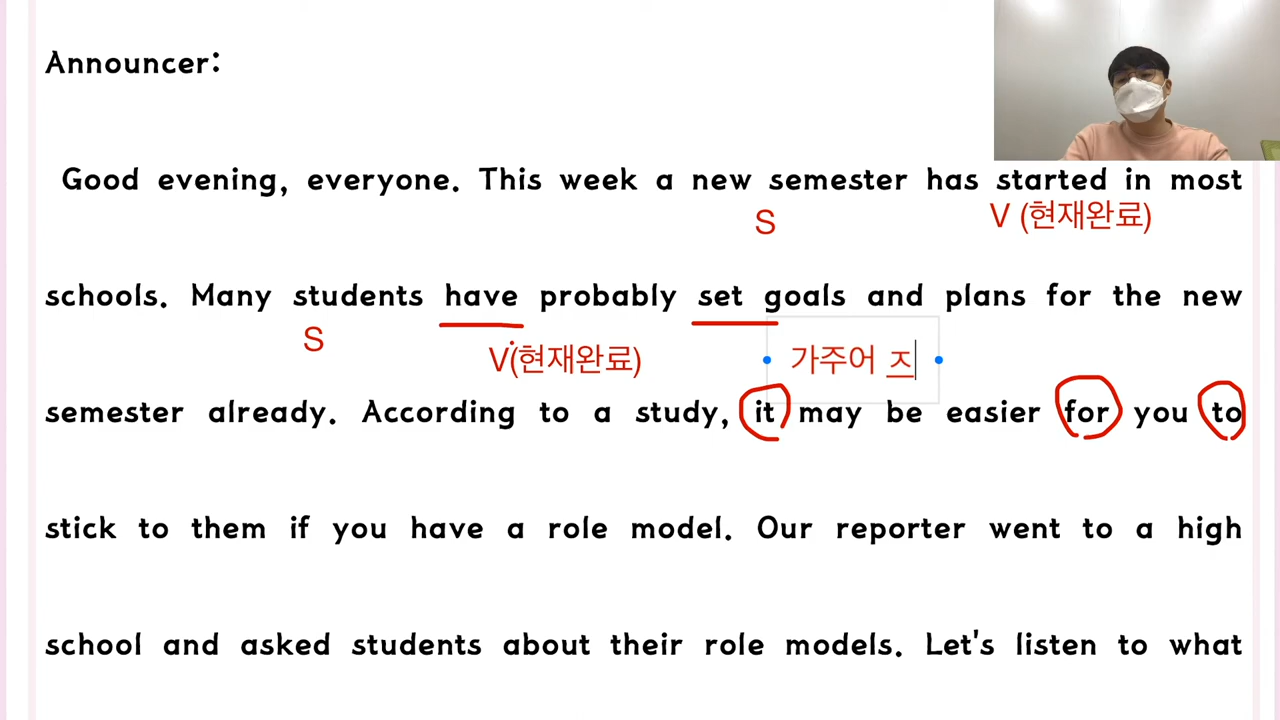 Announcer:
Good evening, everyone. This week a new semester has started in most
S V (현재완료)
schools. Many students have probably set goals and plans for the new
S V(현재완료) 가주어 ㅈ
semester already. According to a study, it may be easier for you to
stick to them if you have a role model. Our reporter went to a high
school and asked students about their role models. Let's listen to what